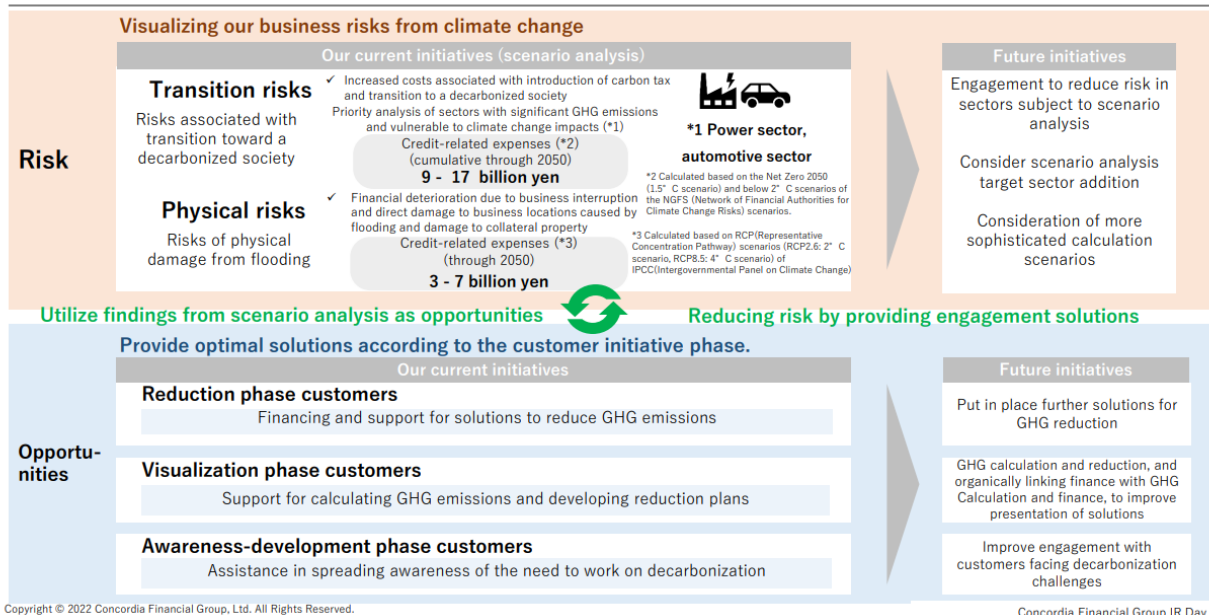 Visualizing our business risks from climate change
Our current initiatives (scenario analysis)
Future initiatives
Risk
Transition risks
Risks associated with
transition toward a
decarbonized society
✓ Increased costs associated with introduction of carbon tax
and transition to a decarbonized society
Priority analysis of sectors with significant GHG emissions
and vulnerable to climate change impacts (*1)
Credit-related expenses (*2)
(cumulative through 2050)
9 - 17 billion yen
*1 Power sector,
automotive sector
*2 Calculated based on the Net Zero 2050
(1.5° C scenario) and below 2° C scenarios of
the NGFS (Network of Financial Authorities for
Climate Change Risks) scenarios.
Physical risks
Risks of physical
damage from flooding
✓ Financial deterioration due to business interruption
and direct damage to business locations caused by
flooding and damage to collateral property
Credit-related expenses (*3)
(through 2050)
3 - 7 billion yen
*3 Calculated based on RCP(Representative
Concentration Pathway) scenarios (RCP2.6: 2° C
scenario, RCP8.5: 4° C scenario) of
IPCC(Intergovernmental Panel on Climate Change)
Engagement to reduce risk in
sectors subject to scenario
analysis
Consider scenario analysis
target sector addition
Consideration of more
sophisticated calculation
scenarios
Utilize findings from scenario analysis as opportunities
Reducing risk by providing engagement solutions
Provide optimal solutions according to the customer initiative phase.
Our current initiatives
Future initiatives
Opportu-
nities
Reduction phase customers
Financing and support for solutions to reduce GHG emissions
Put in place further solutions for
GHG reduction
Visualization phase customers
Support for calculating GHG emissions and developing reduction plans
GHG calculation and reduction, and
organically linking finance with GHG
Calculation and finance, to improve
presentation of solutions
Awareness-development phase customers
Assistance in spreading awareness of the need to work on decarbonization
Improve engagement with
customers facing decarbonization
challenges
Copyright © 2022 Concordia Financial Group, Ltd. All Rights Reserved.
Concordia Financial Group IR Day